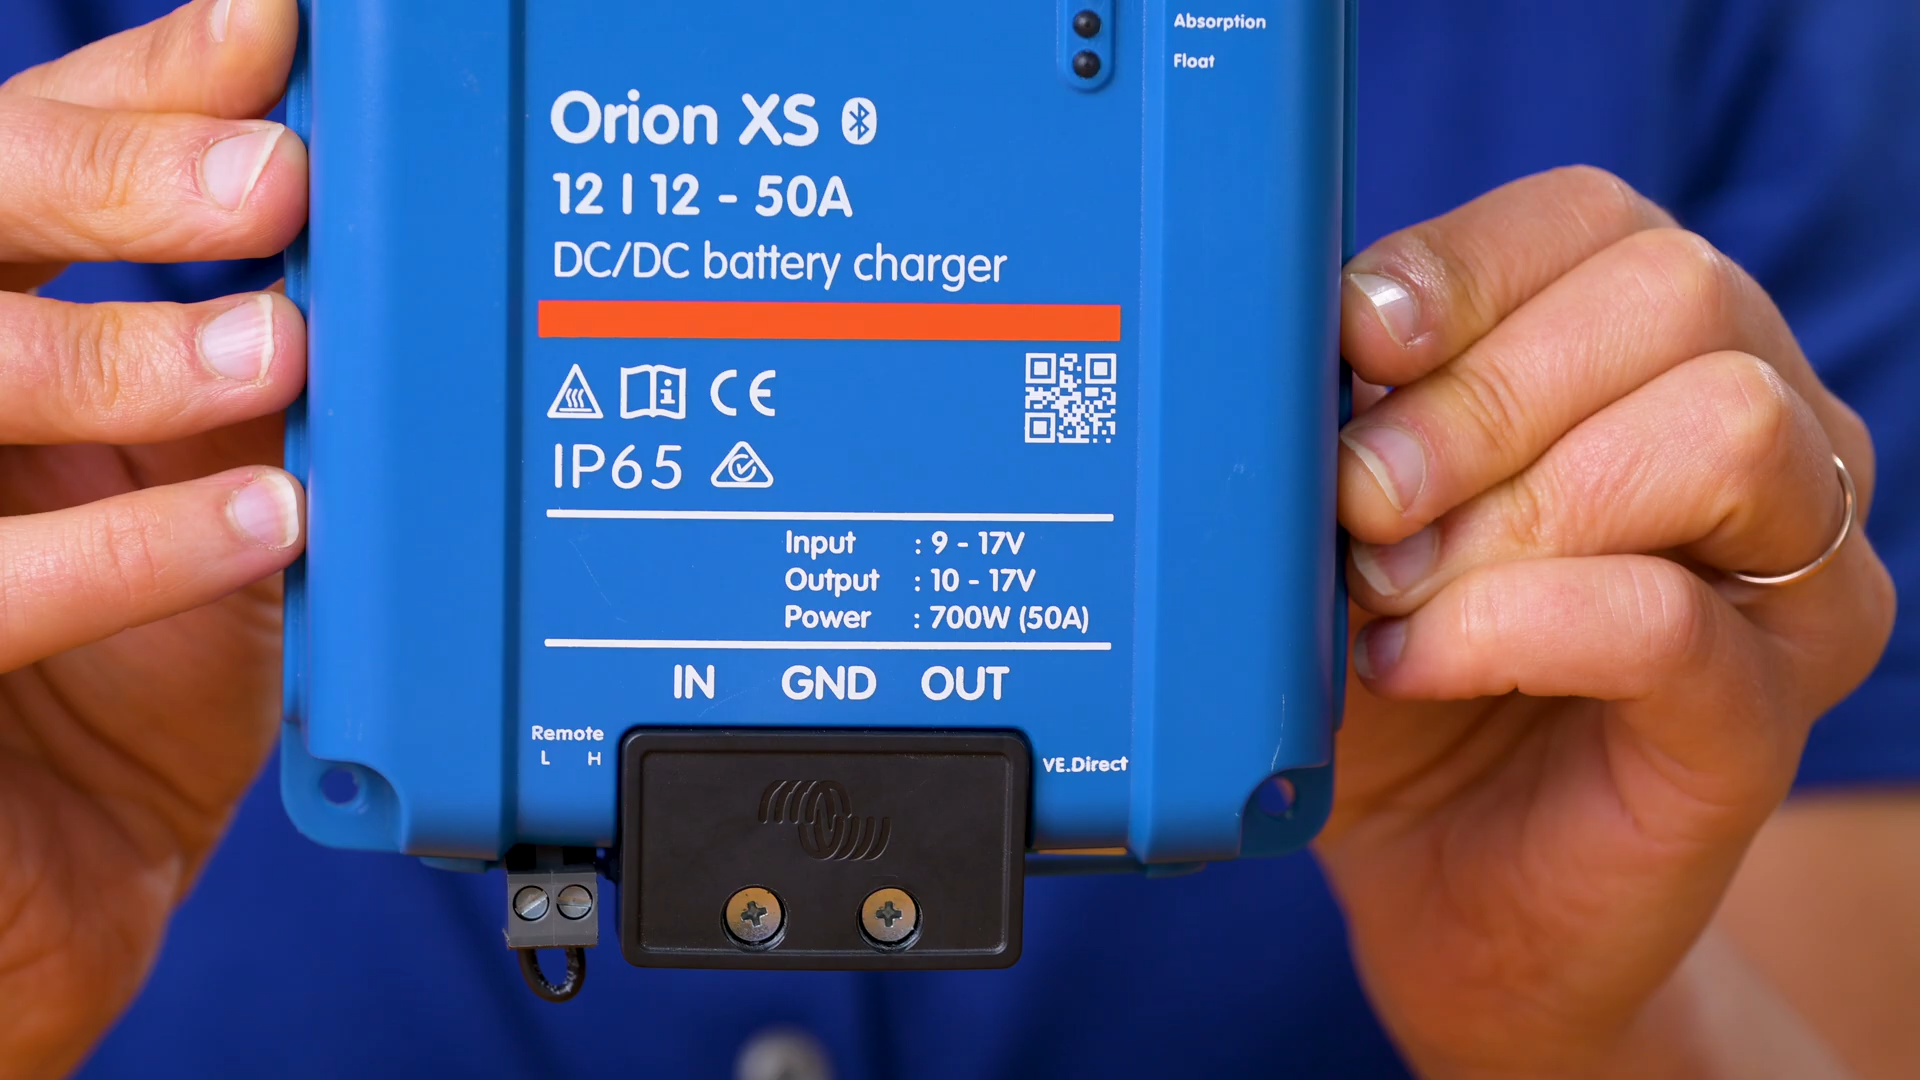 Absorption
Float
Orion XS
12 | 12 - 50A
DC/DC battery charger
CE
IP65
Input : 9 - 17V
Output : 10 - 17V
Power : 700W (50A)
IN GND OUT
Remote
L H
VE.Direct